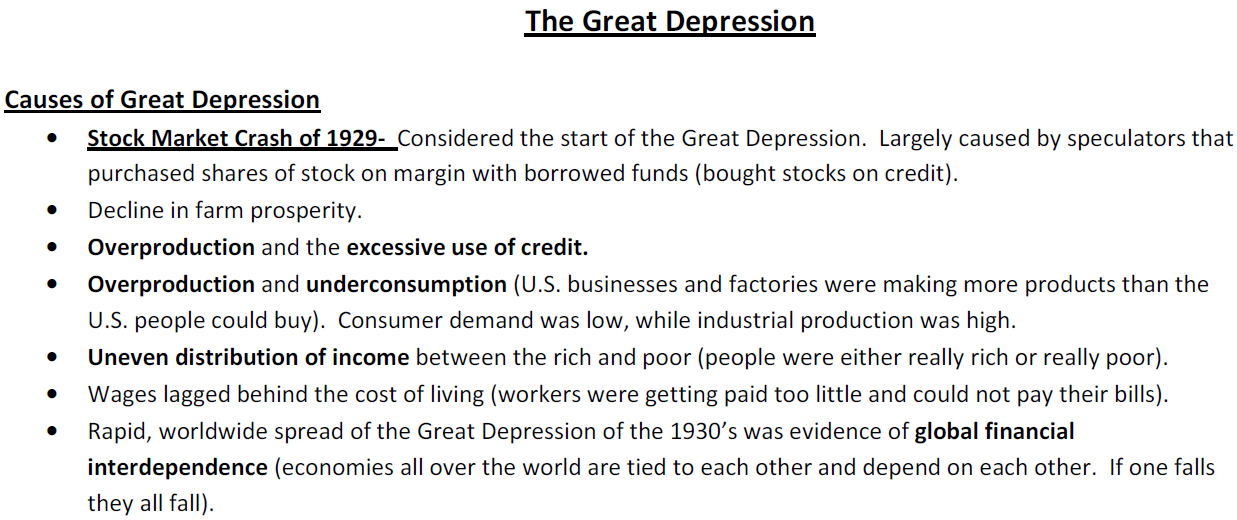 The Great Depression
Causes of Great Depression
• Stock Market Crash of 1929- Considered the start of the Great Depression. Largely caused by speculators that
purchased shares of stock on margin with borrowed funds (bought stocks on credit).
• Decline in farm prosperity.
• Overproduction and the excessive use of credit.
• Overproduction and underconsumption (U.S. businesses and factories were making more products than the
U.S. people could buy). Consumer demand was low, while industrial production was high.
• Uneven distribution of income between the rich and poor (people were either really rich or really poor).
• Wages lagged behind the cost of living (workers were getting paid too little and could not pay their bills).
• Rapid, worldwide spread of the Great Depression of the 1930’s was evidence of global financial
interdependence (economies all over the world are tied to each other and depend on each other. If one falls
they all fall).